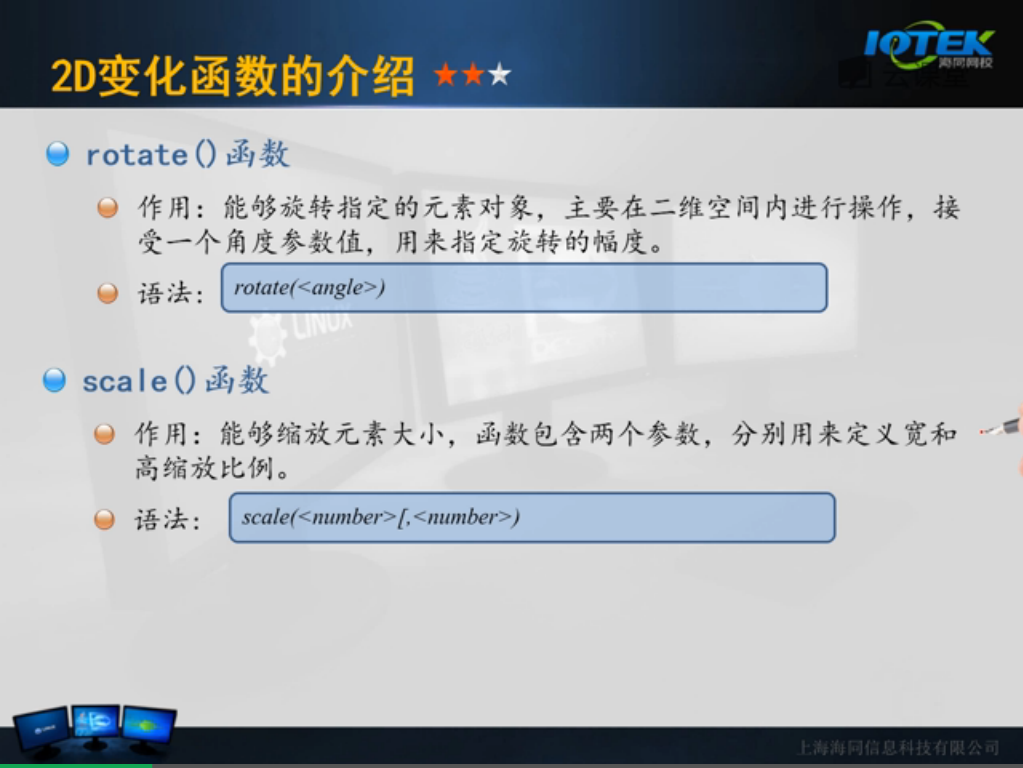 2D变化函数的介绍
IOTEK
海同网校
云课堂
rotate()函数
作用：能够旋转指定的元素对象，主要在二维空间内进行操作，接
受一个角度参数值，用来指定旋转的幅度。
语法：
rotate(<angle>)
LINUX
scale()函数
作用：能够缩放元素大小，函数包含两个参数，分别用来定义宽和
高缩放比例。
语法：
scale(<number>[,<number>)
上海海同信息科技有限公司